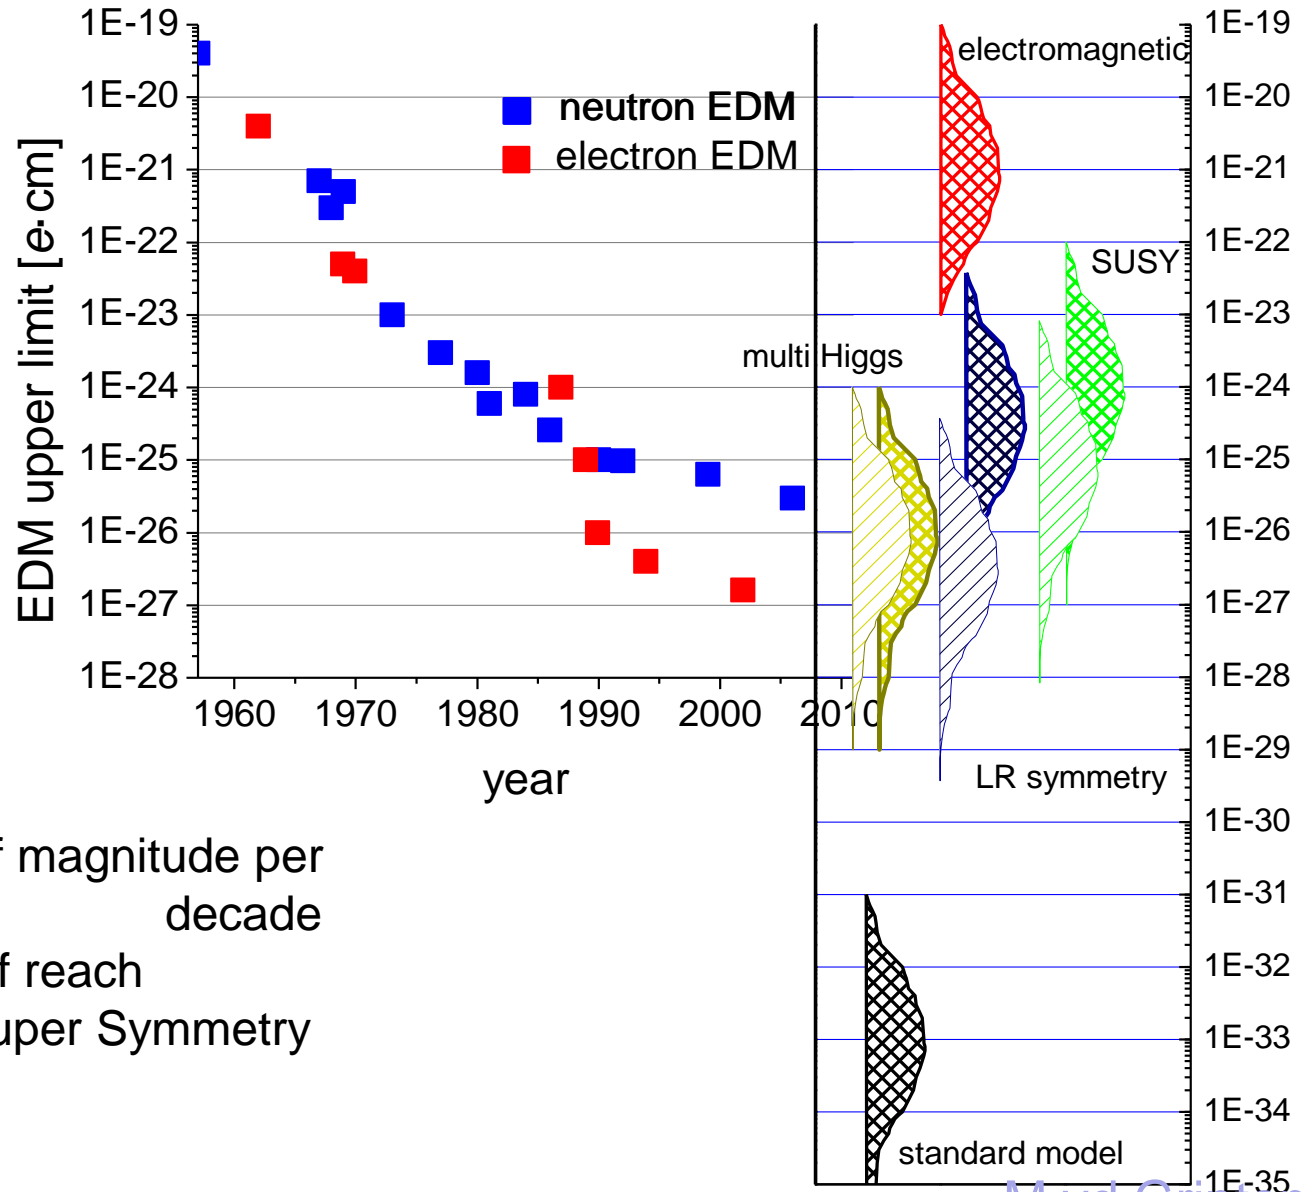 1E-19
1E-20
1E-21
1E-22
1E-23
1E-24
1E-25
1E-26
1E-27
1E-28
EDM upper limit [e·cm]
neutron EDM
electron EDM
1960 1970 1980 1990 2000 2010
year
electromagnetic
SUSY
multi Higgs
LR symmetry
standard model
1E-19
1E-20
1E-21
1E-22
1E-23
1E-24
1E-25
1E-26
1E-27
1E-28
1E-29
1E-30
1E-31
1E-32
1E-33
1E-34
1E-35
magnitude per
decade
reach
Symmetry